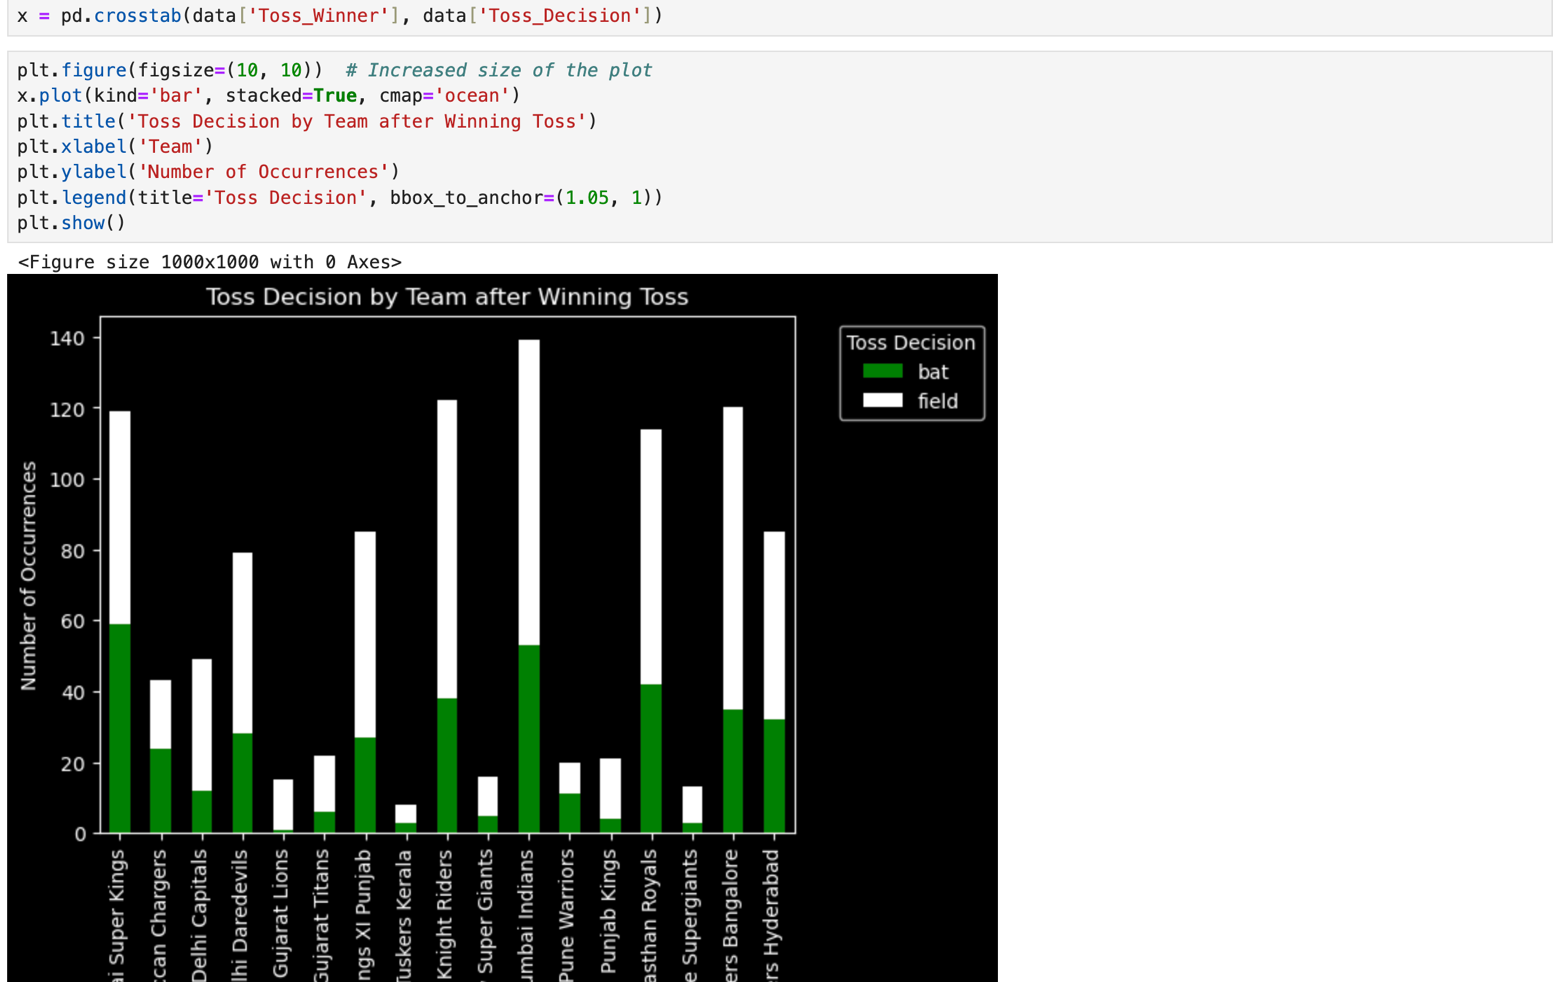 x = pd.crosstab(data['Toss_Winner'], data['Toss_Decision'])
plt.figure(figsize=(10, 10))  # Increased size of the plot
x.plot(kind='bar', stacked=True, cmap='ocean')
plt.title('Toss Decision by Team after Winning Toss')
plt.xlabel('Team')
plt.ylabel('Number of Occurrences')
plt.legend(title='Toss Decision', bbox_to_anchor=(1.05, 1))
plt.show()
<Figure size 1000x1000 with 0 Axes>
Toss Decision by Team after Winning Toss
Toss Decision
bat
field
Number of Occurrences
140
120
100
80
60
40
20
0
ai Super Kings
ccan Chargers
Delhi Capitals
lhi Daredevils
Gujarat Lions
Gujarat Titans
ngs XI Punjab
Tuskers Kerala
Knight Riders
Super Giants
umbai Indians
Pune Warriors
Punjab Kings
asthan Royals
e Supergiants
ers Bangalore
rs Hyderabad